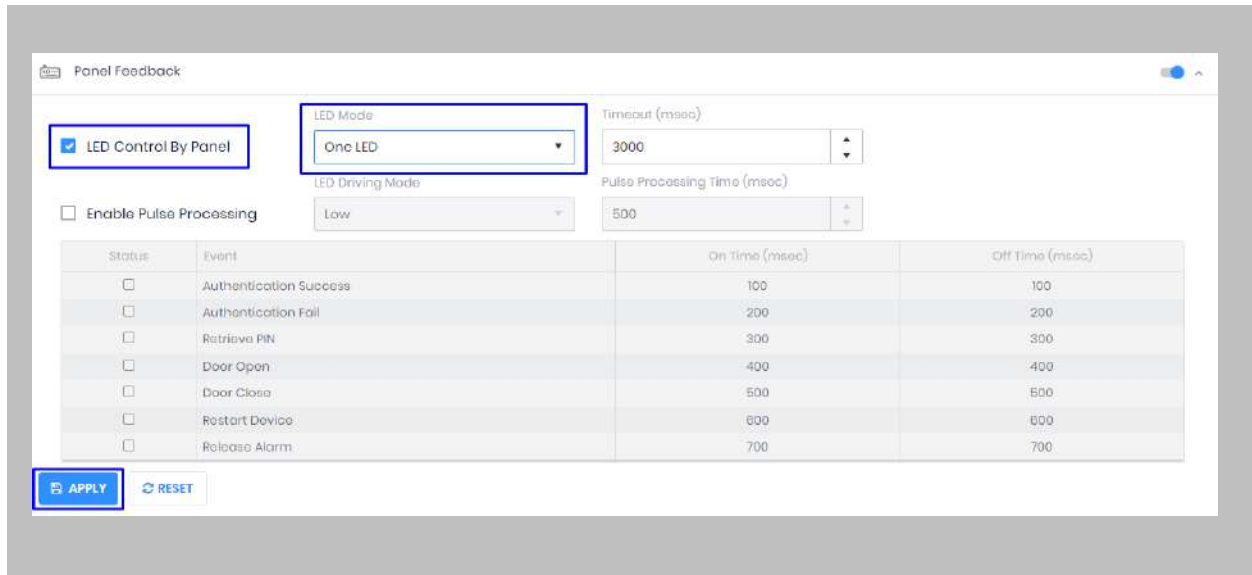 Panel Feedback
LED Mode
Timeout (msec)
LED Control By Panel
One LED
3000
LED Driving Mode
Pulse Processing Time (msec)
Enable Pulse Processing
Low
500
Status Event On Time (msec) Off Time (msec)
Authentication Success 100 100
Authentication Fail 200 200
Retrieve PIN 300 300
Door Open 400 400
Door Close 500 500
Restart Device 600 600
Release Alarm 700 700
APPLY RESET